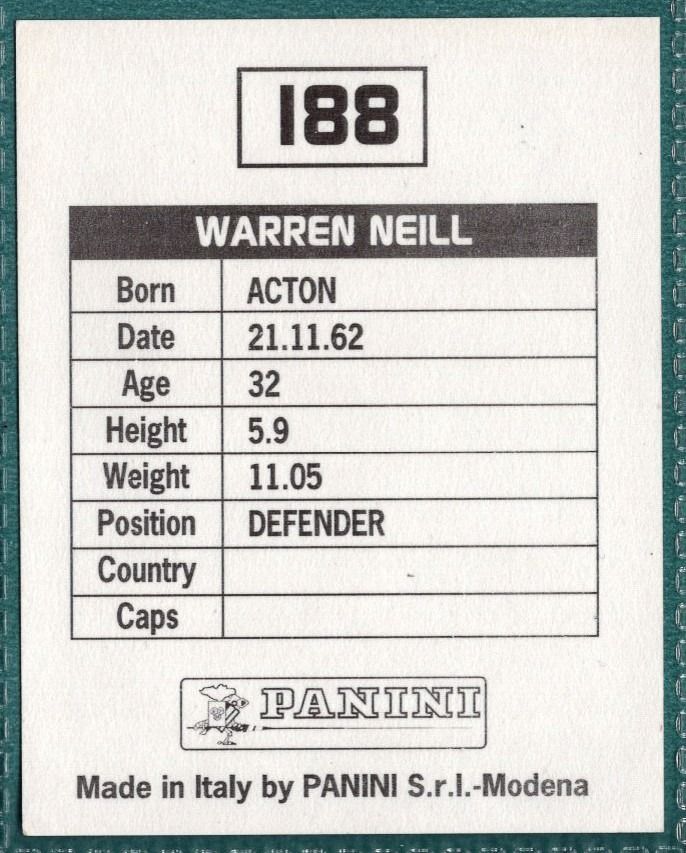 188
WARREN NEILL
Born ACTON
Date 21.11.62
Age 32
Height 5.9
Weight 11.05
Position DEFENDER
Country
Caps
PANINI
Made in Italy by PANINI S.r.l.-Modena